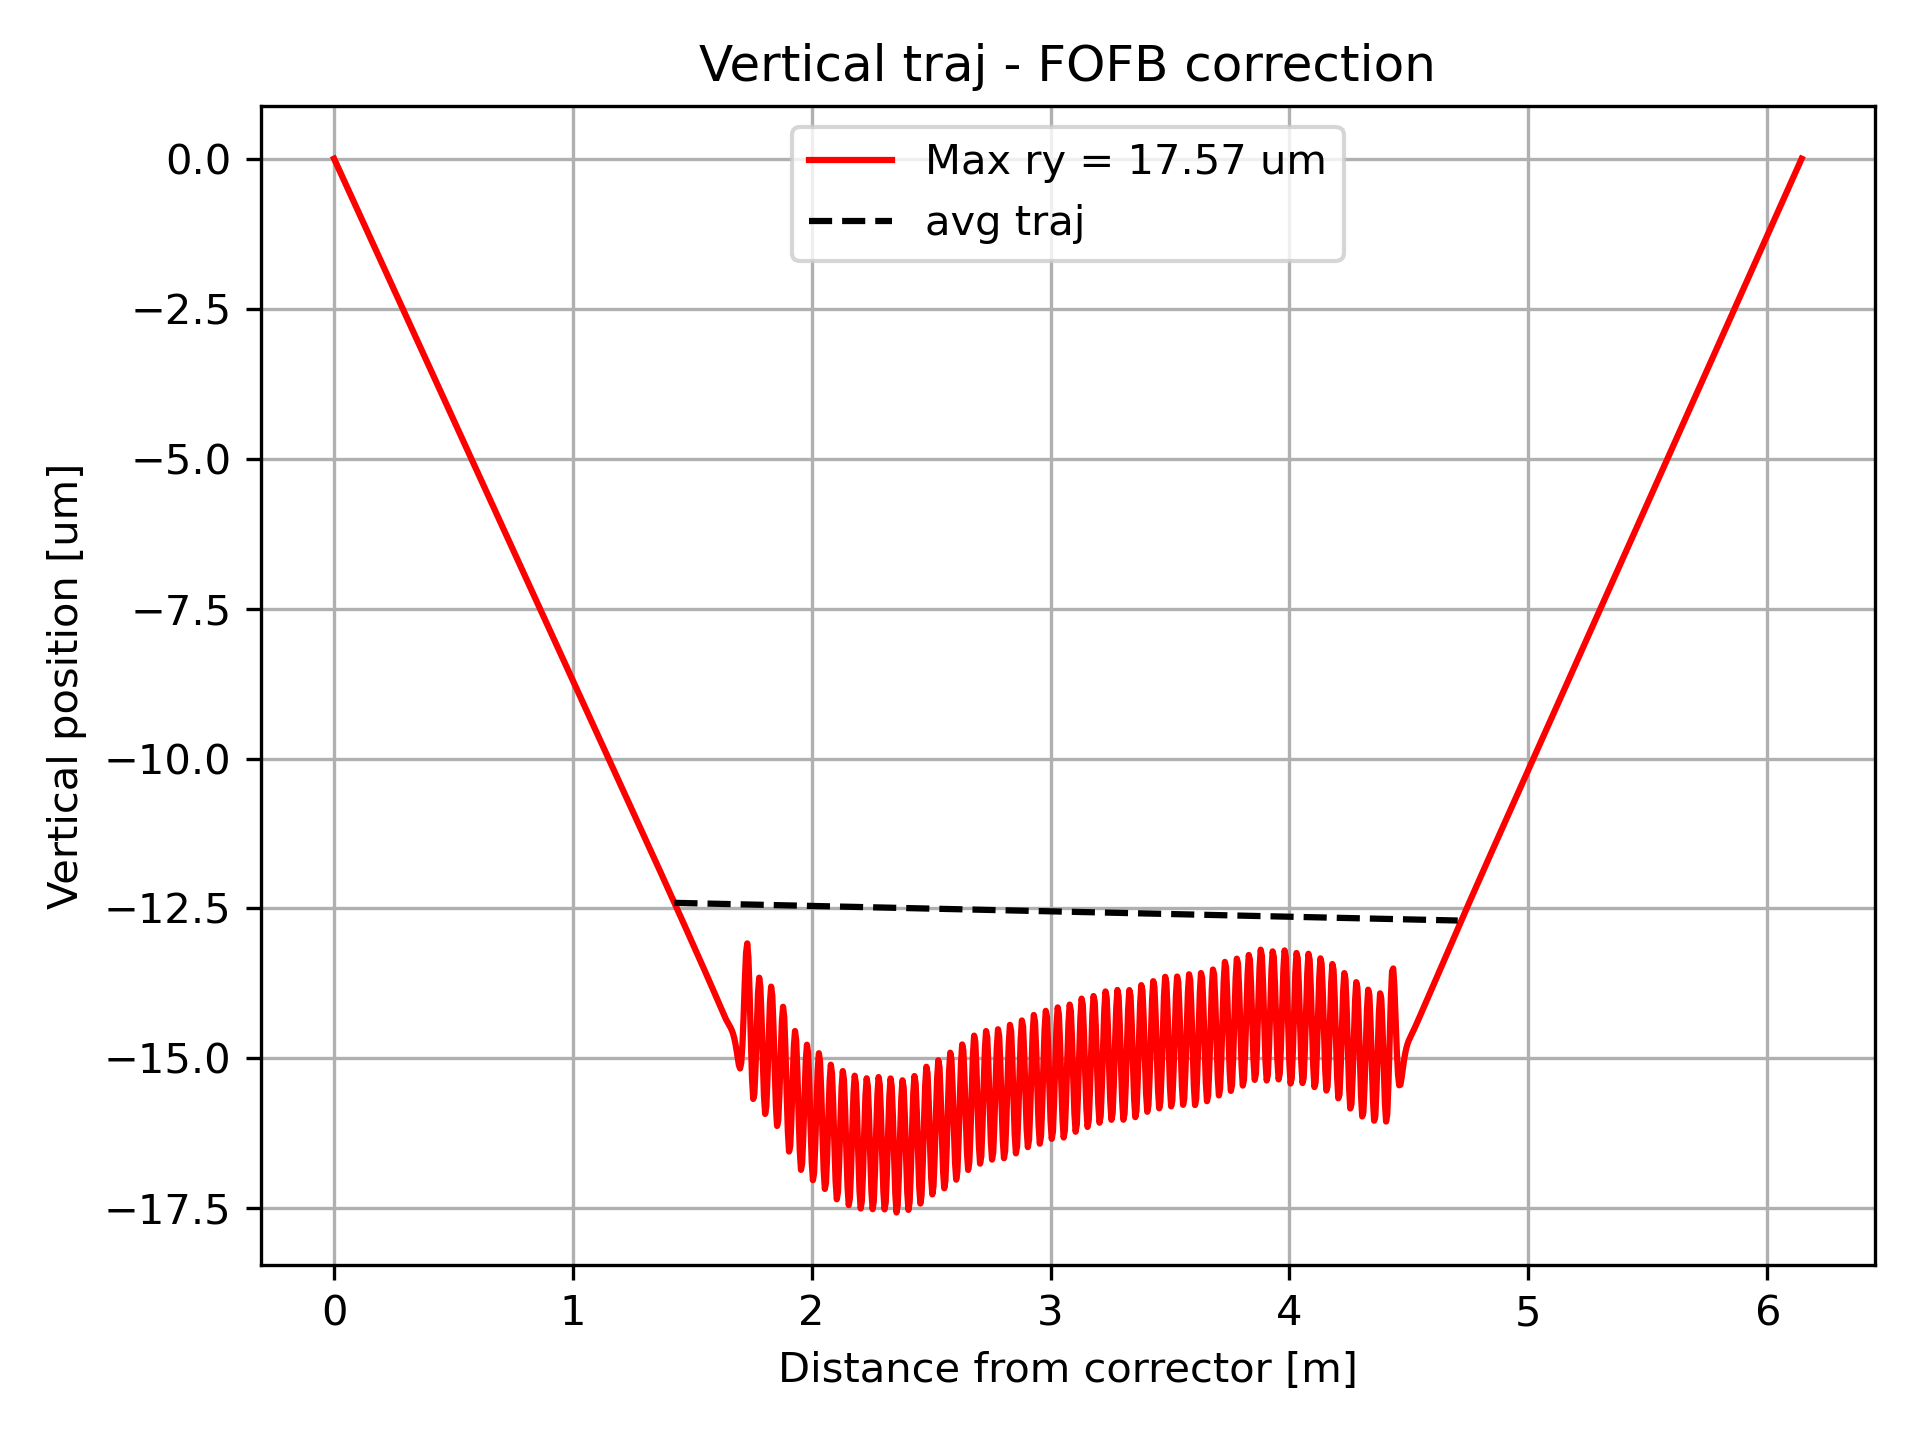 Vertical traj - FOFB correction
Max ry = 17.57 um
avg traj
Vertical position [um]
0.0
−2.5
−5.0
−7.5
−10.0
−12.5
−15.0
−17.5
0 1 2 3 4 5 6
Distance from corrector [m]